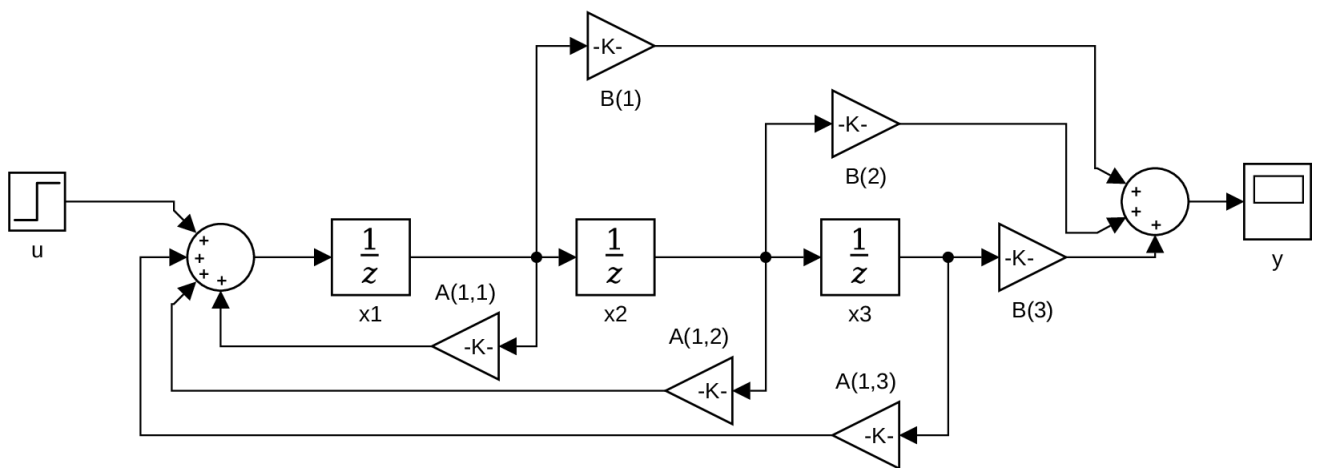 -K-
B(1)
-K-
B(2)
u
+
+
+
+
1
z
x1
1
z
x2
1
z
x3
-K-
B(3)
+
+
+
y
A(1,1)
-K-
A(1,2)
-K-
A(1,3)
-K-